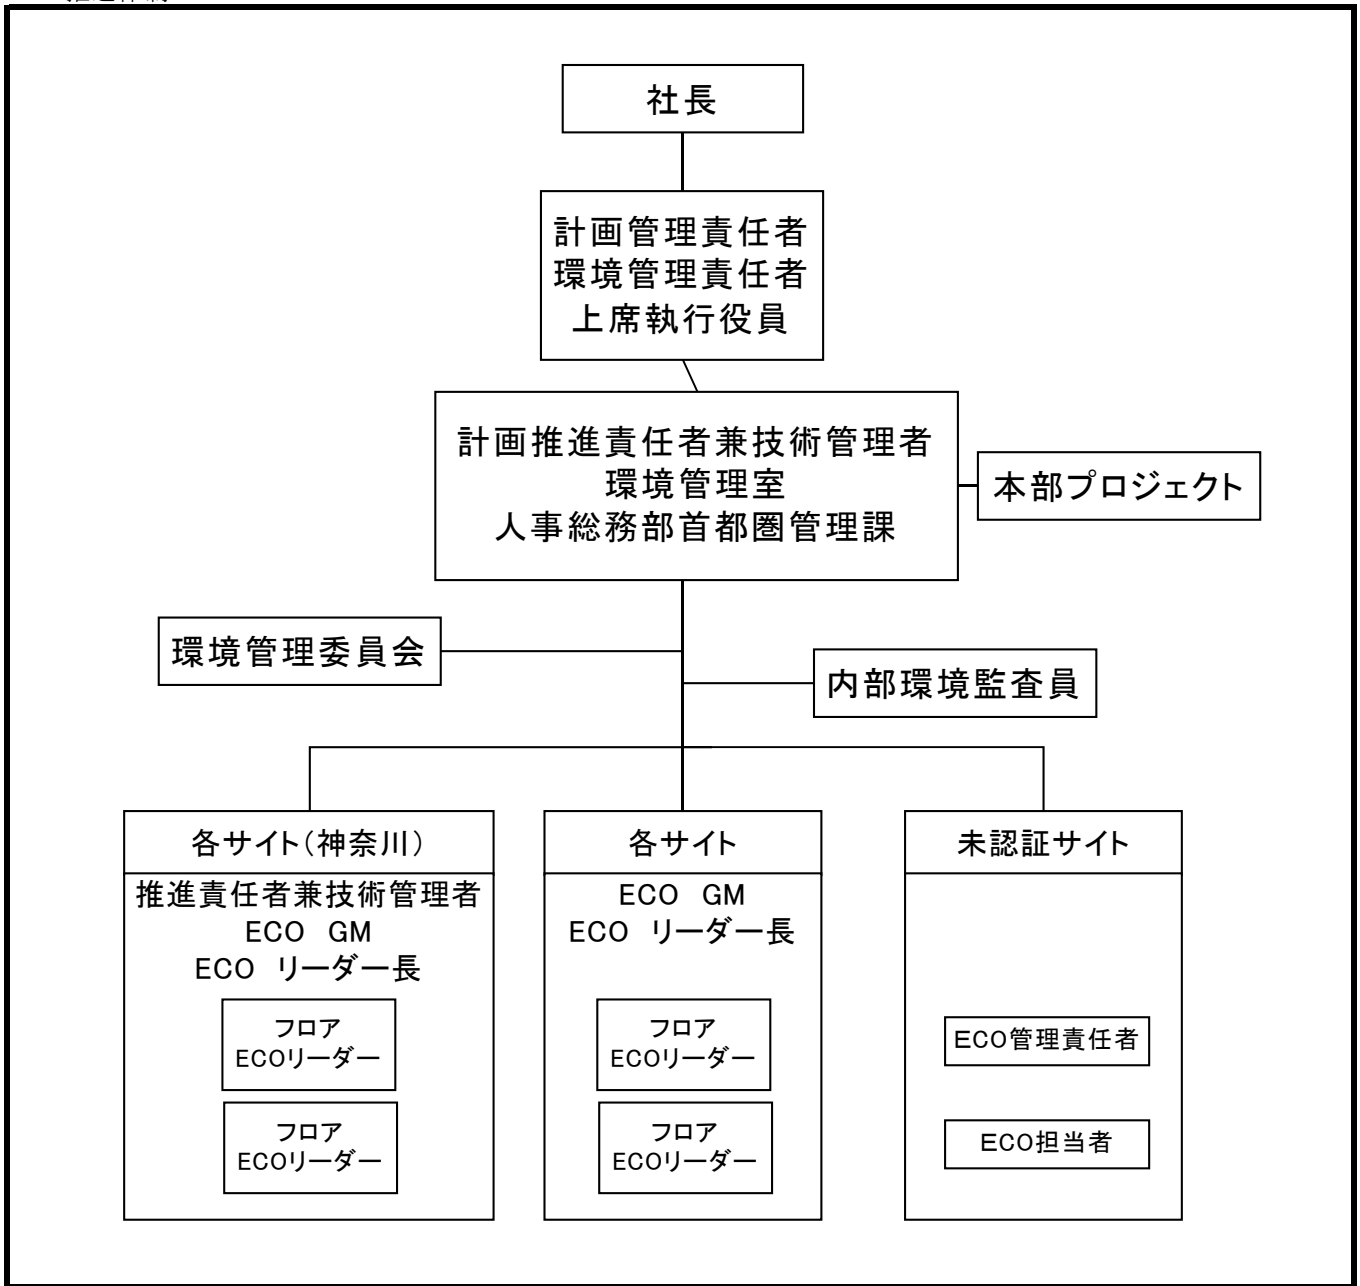 社長
計画管理責任者
環境管理責任者
上席執行役員
計画推進責任者兼技術管理者
環境管理室
人事総務部首都圏管理課
本部プロジェクト
環境管理委員会
内部環境監査員
各サイト(神奈川)
推進責任者兼技術管理者
ECO GM
ECO リーダー長
フロア
ECOリーダー
フロア
ECOリーダー
各サイト
ECO GM
ECO リーダー長
フロア
ECOリーダー
フロア
ECOリーダー
未認証サイト
ECO管理責任者
ECO担当者